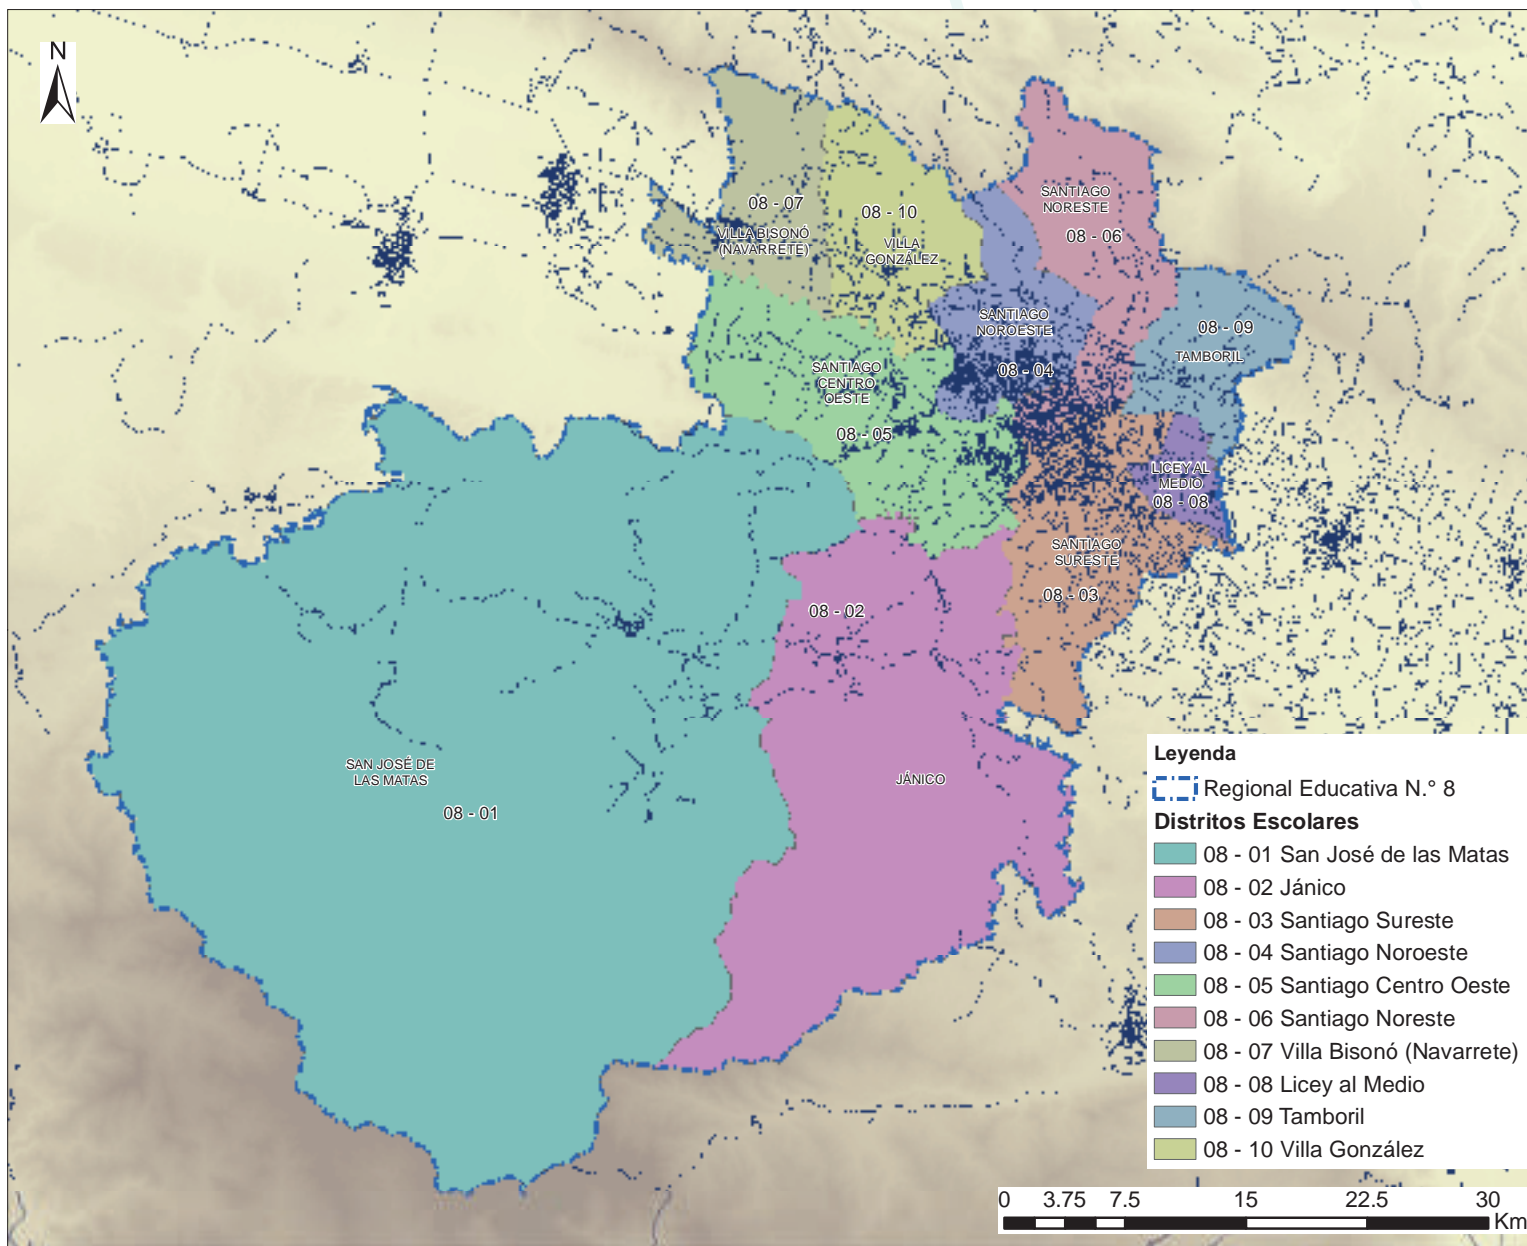 N
08 - 07
VILLA BISONÓ
(NAVARRETE)
08 - 10
VILLA
GONZÁLEZ
SANTIAGO
NORESTE
08 - 06
SANTIAGO
NOROESTE
08 - 04
08 - 09
TAMBORIL
SANTIAGO
CENTRO
OESTE
08 - 05
LICEY AL
MEDIO
08 - 08
SANTIAGO
SURESTE
08 - 03
08 - 02
JÁNICO
SAN JOSÉ DE
LAS MATAS
08 - 01
Leyenda
Regional Educativa N.° 8
Distritos Escolares
08 - 01 San José de las Matas
08 - 02 Jánico
08 - 03 Santiago Sureste
08 - 04 Santiago Noroeste
08 - 05 Santiago Centro Oeste
08 - 06 Santiago Noreste
08 - 07 Villa Bisonó (Navarrete)
08 - 08 Licey al Medio
08 - 09 Tamboril
08 - 10 Villa González
0 3.75 7.5 15 22.5 30
Km